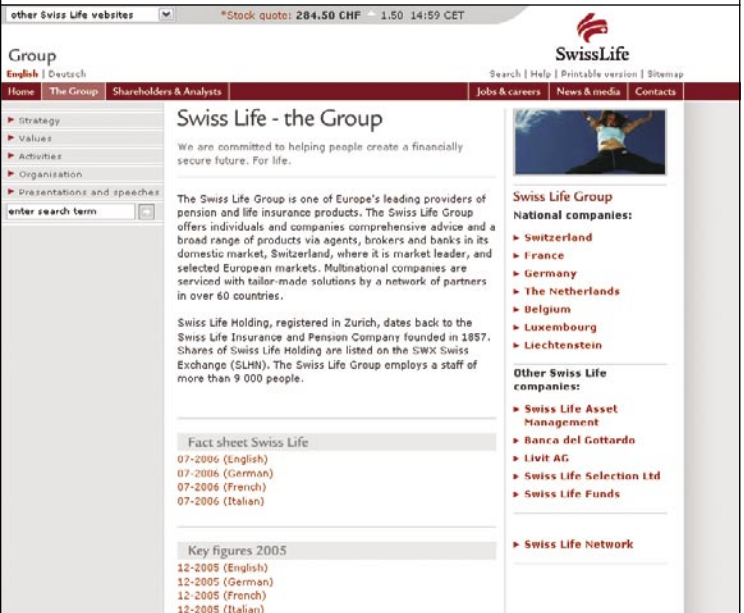 other Swiss Life websites
*Stock quote: 284.50 CHF 1.50 14:59 CET
SwissLife
Group
English | Deutsch
Search | Help | Printable version | Sitemap
Home The Group Shareholders & Analysts Jobs & careers News & media Contacts
Strategy
Values
Activities
Organisation
Presentations and speeches
enter search term
Swiss Life - the Group
We are committed to helping people create a financially
secure future. For life.
The Swiss Life Group is one of Europe's leading providers of
pension and life insurance products. The Swiss Life Group
offers individuals and companies comprehensive advice and a
broad range of products via agents, brokers and banks in its
domestic market, Switzerland, where it is market leader, and
selected European markets. Multinational companies are
serviced with tailor-made solutions by a network of partners
in over 60 countries.
Swiss Life Holding, registered in Zurich, dates back to the
Swiss Life Insurance and Pension Company founded in 1857.
Shares of Swiss Life Holding are listed on the SWX Swiss
Exchange (SLHN). The Swiss Life Group employs a staff of
more than 9 000 people.
Fact sheet Swiss Life
07-2006 (English)
07-2006 (German)
07-2006 (French)
07-2006 (Italian)
Key figures 2005
12-2005 (English)
12-2005 (German)
12-2005 (French)
12-2005 (Italian)
Swiss Life Group
National companies:
Switzerland
France
Germany
The Netherlands
Belgium
Luxembourg
Liechtenstein
Other Swiss Life
companies:
Swiss Life Asset
Management
Banca del Gottardo
Livit AG
Swiss Life Selection Ltd
Swiss Life Funds
Swiss Life Network